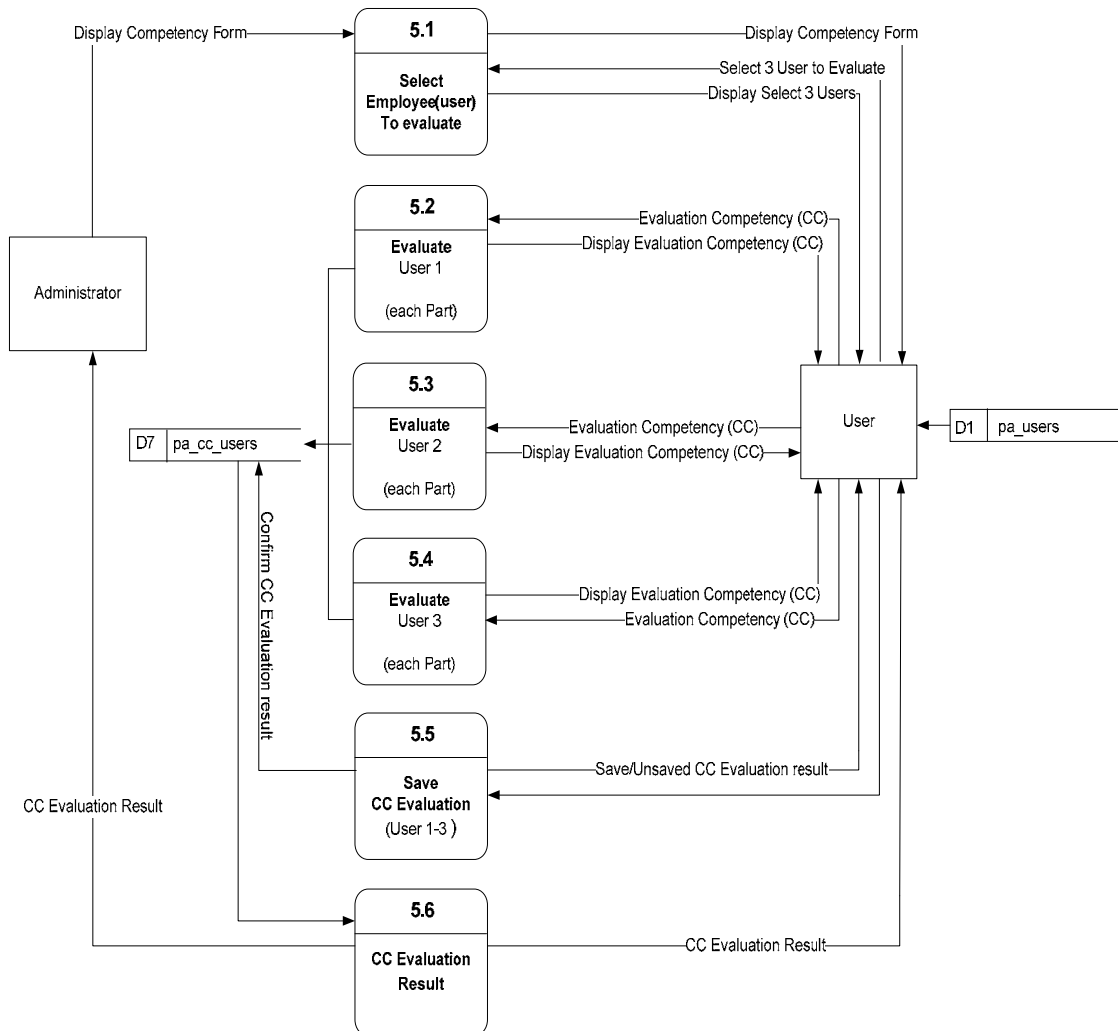 Display Competency Form
5.1
Display Competency Form
Select 3 User to Evaluate
Display Select 3 Users
Select
Employee(user)
To evaluate
5.2
Evaluation Competency (CC)
Display Evaluation Competency (CC)
Evaluate
User 1
(each Part)
Administrator
5.3
Evaluate
User 2
(each Part)
Evaluation Competency (CC)
Display Evaluation Competency (CC)
User
D1 pa_users
D7 pa_cc_users
Confirm CC Evaluation result
5.4
Evaluate
User 3
(each Part)
Display Evaluation Competency (CC)
Evaluation Competency (CC)
5.5
Save
CC Evaluation
(User 1-3 )
Save/Unsaved CC Evaluation result
CC Evaluation Result
5.6
CC Evaluation
Result
CC Evaluation Result